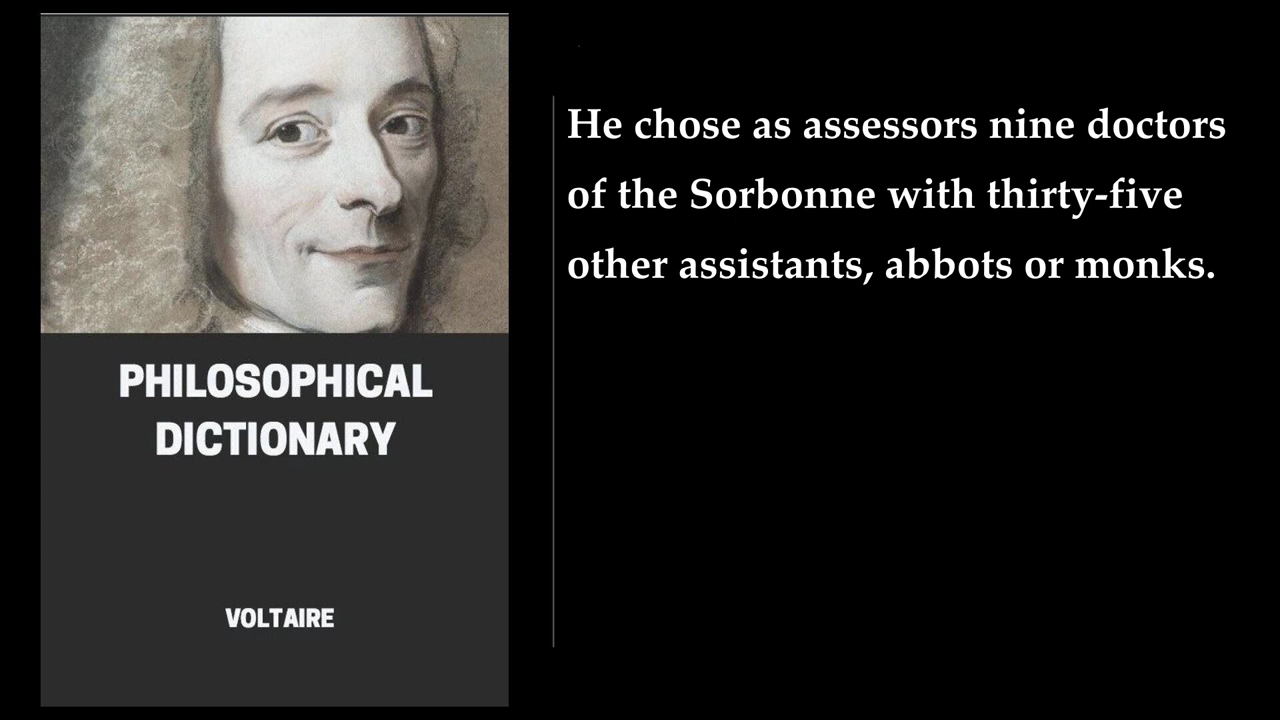 PHILOSOPHICAL
DICTIONARY
VOLTAIRE
He chose as assessors nine doctors
of the Sorbonne with thirty-five
other assistants, abbots or monks.